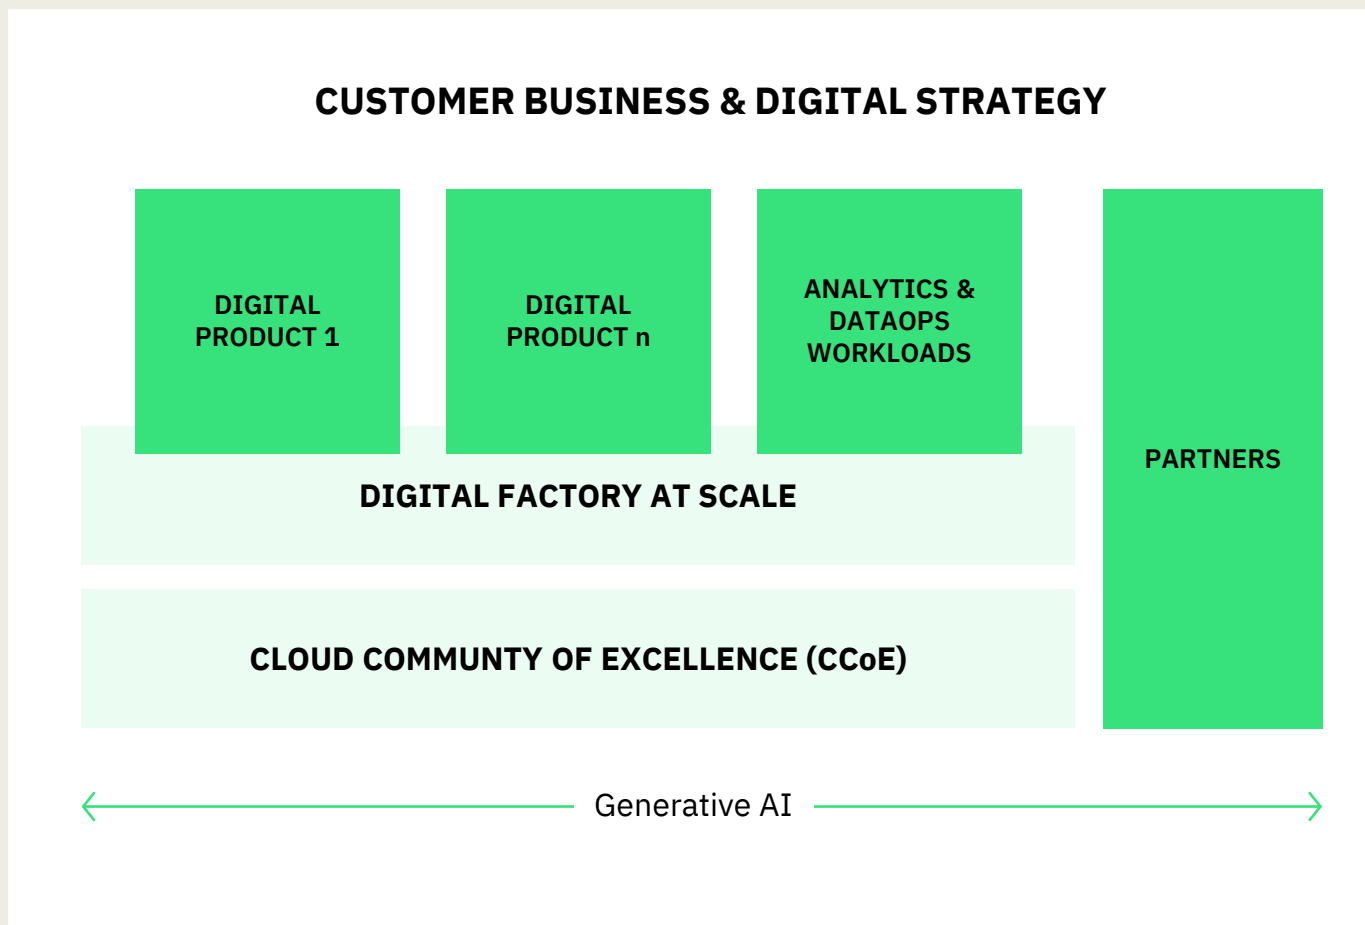 CUSTOMER BUSINESS & DIGITAL STRATEGY
DIGITAL
PRODUCT 1
DIGITAL
PRODUCT n
ANALYTICS &
DATAOPS
WORKLOADS
PARTNERS
DIGITAL FACTORY AT SCALE
CLOUD COMMUNTY OF EXCELLENCE (CCoE)
Generative AI